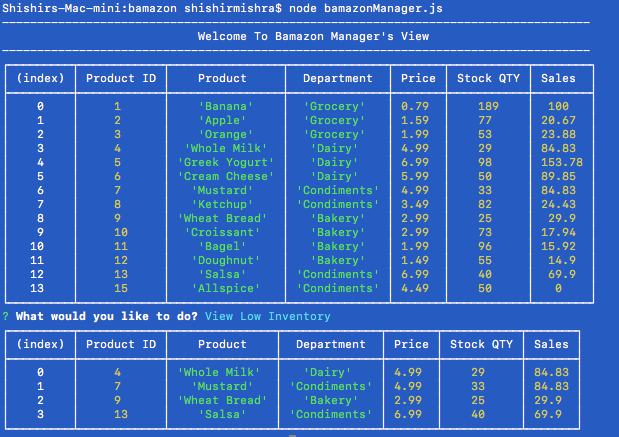 Shishirs-Mac-mini:bamazon shishirmishra$ node bamazonManager.js
Welcome To Bamazon Manager's View
(index) Product ID Product Department Price Stock QTY Sales
0 1 'Banana' 'Grocery' 0.79 189 100
1 2 'Apple' 'Grocery' 1.59 77 20.67
2 3 'Orange' 'Grocery' 1.99 53 23.88
3 4 'Whole Milk' 'Dairy' 4.99 29 84.83
4 5 'Greek Yogurt' 'Dairy' 6.99 98 153.78
5 6 'Cream Cheese' 'Dairy' 5.99 50 89.85
6 7 'Mustard' 'Condiments' 4.99 33 84.83
7 8 'Ketchup' 'Condiments' 3.49 82 24.43
8 9 'Wheat Bread' 'Bakery' 2.99 25 29.9
9 10 'Croissant' 'Bakery' 2.99 73 17.94
10 11 'Bagel' 'Bakery' 1.99 96 15.92
11 12 'Doughnut' 'Bakery' 1.49 55 14.9
12 13 'Salsa' 'Condiments' 6.99 40 69.9
13 15 'Allspice' 'Condiments' 4.49 50 0
? What would you like to do? View Low Inventory
(index) Product ID Product Department Price Stock QTY Sales
0 4 'Whole Milk' 'Dairy' 4.99 29 84.83
1 7 'Mustard' 'Condiments' 4.99 33 84.83
2 9 'Wheat Bread' 'Bakery' 2.99 25 29.9
3 13 'Salsa' 'Condiments' 6.99 40 69.9